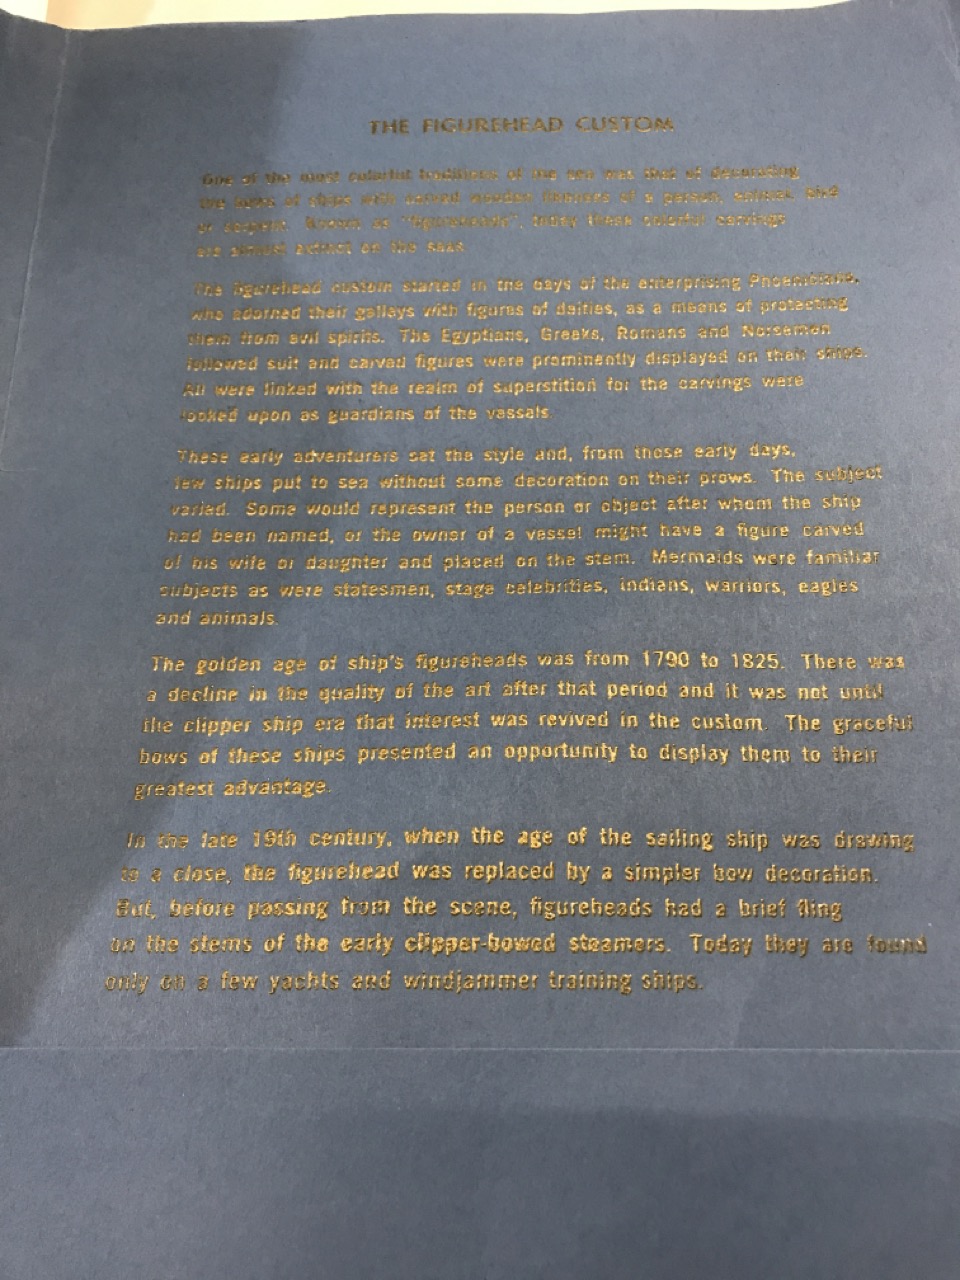 THE FIGUREHEAD CUSTOM
One of the most colorful traditions of the sea was that of decorating
the bows of ships with carved wooden likeness of a person, animal, bird
or serpent. Known as "figureheads", today these colorful carvings
are almost extinct on the seas.
The figurehead custom started in the days of the enterprising Phoenicians,
who adorned their galleys with figures of deities, as a means of protecting
them from evil spirits. The Egyptians, Greeks, Romans and Norsemen
followed suit and carved figures were prominently displayed on their ships.
All were linked with the realm of superstition for the carvings were
looked upon as guardians of the vessels.
These early adventurers set the style and, from those early days,
few ships put to sea without some decoration on their prows. The subject
varied. Some would represent the person or object after whom the ship
had been named, or the owner of a vessel might have a figure carved
of his wife or daughter and placed on the stem. Mermaids were familiar
subjects as were statesmen, stage celebrities, indians, warriors, eagles
and animals.
The golden age of ship's figureheads was from 1790 to 1825. There was
a decline in the quality of the art after that period and it was not until
the clipper ship era that interest was revived in the custom. The graceful
bows of these ships presented an opportunity to display them to their
greatest advantage.
In the late 19th century, when the age of the sailing ship was drawing
to a close, the figurehead was replaced by a simpler bow decoration.
But, before passing from the scene, figureheads had a brief fling
on the stems of the early clipper-bowed steamers. Today they are found
only on a few yachts and windjammer training ships.